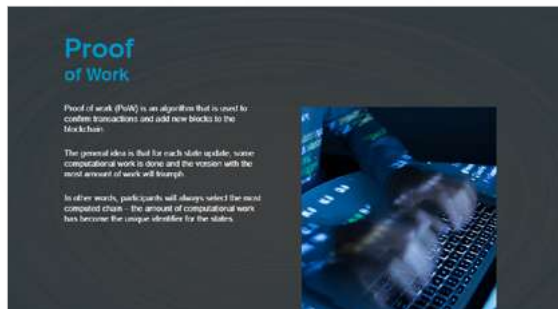 Proof
of Work
Proof of work (PoW) is an algorithm that is used to
confirm transactions and add new blocks to the
blockchain.
The general idea is that for each state update, some
computational work is done and the version with the
most amount of work will triumph.
In other words, participants will always select the most
computed chain – the amount of computational work
has become the unique identifier for the states.